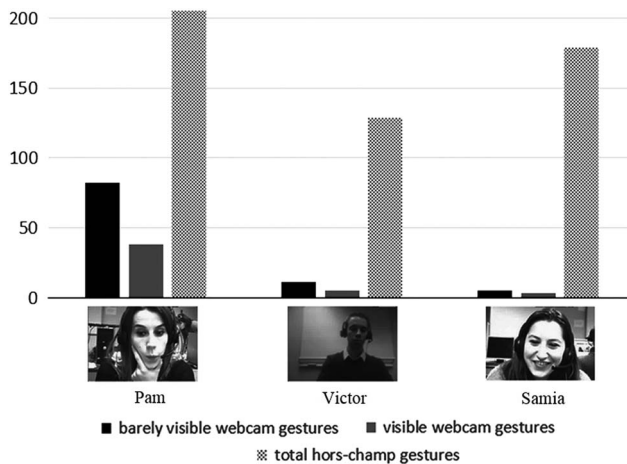 200
150
100
50
0
Pam Victor Samia
barely visible webcam gestures visible webcam gestures
total hors-champ gestures